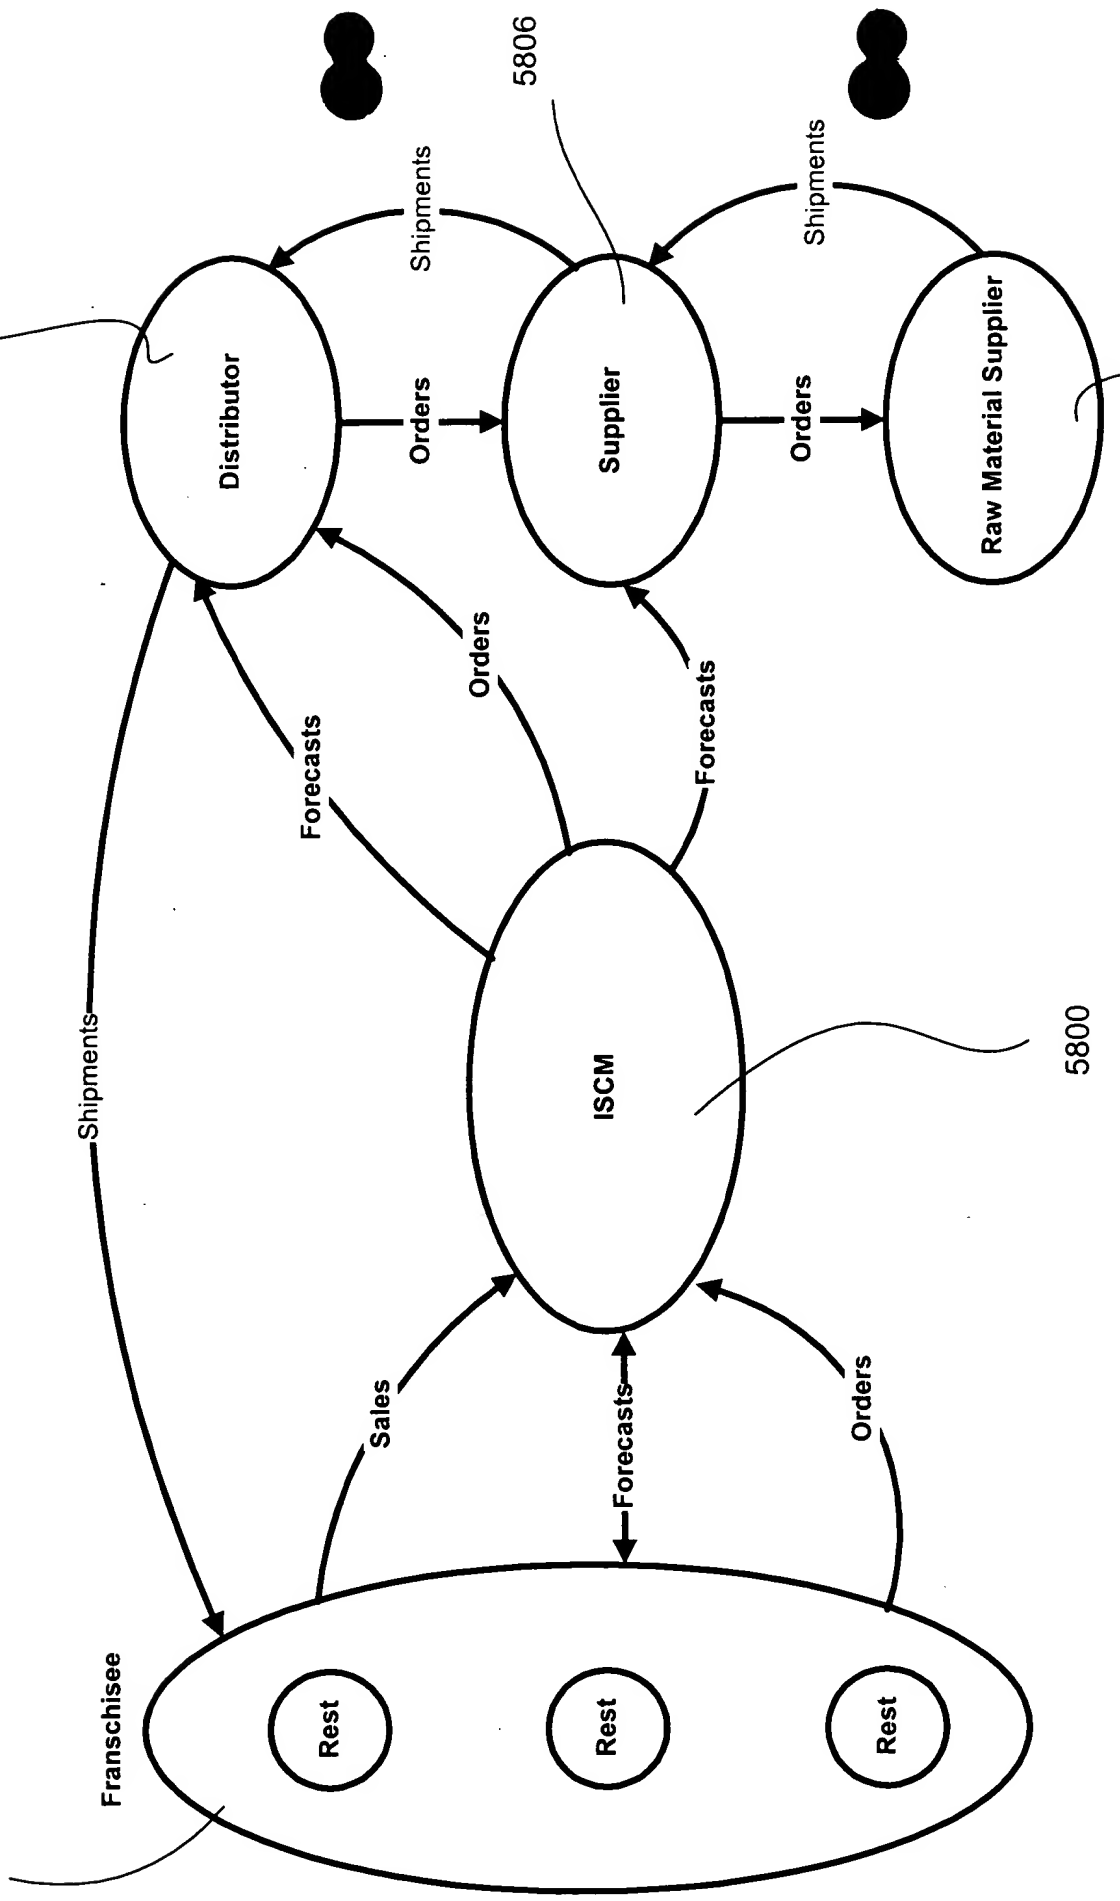 Franschisee
Rest
Rest
Rest
Shipments
Sales
Forecasts
Orders
ISCM
5800
Forecasts
Orders
Forecasts
Distributor
Orders
Shipments
Supplier
5806
Orders
Shipments
Raw Material Supplier